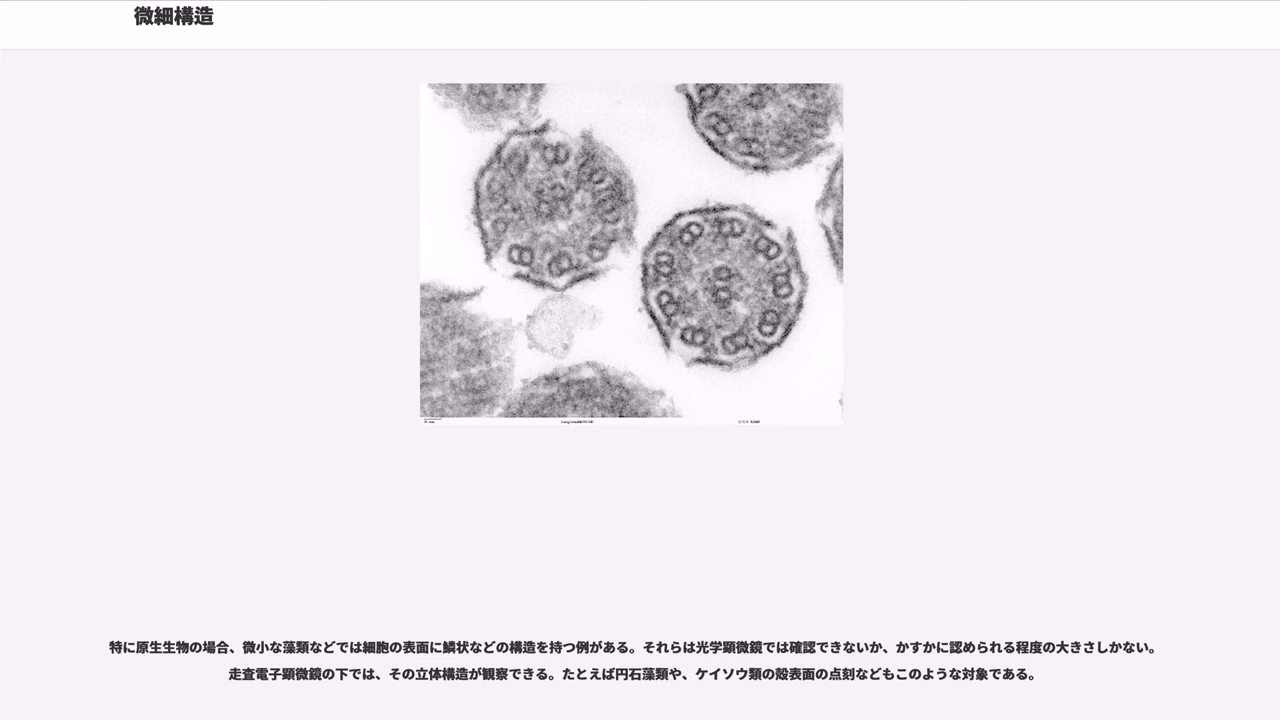 微細構造
特に原生生物の場合、微小な藻類などでは細胞の表面に鱗状などの構造を持つ例がある。それらは光学顕微鏡では確認できないか、かすかに認められる程度の大きさしかない。
走査電子顕微鏡の下では、その立体構造が観察できる。たとえば円石藻類や、ケイソウ類の殻表面の点刻などもこのような対象である。